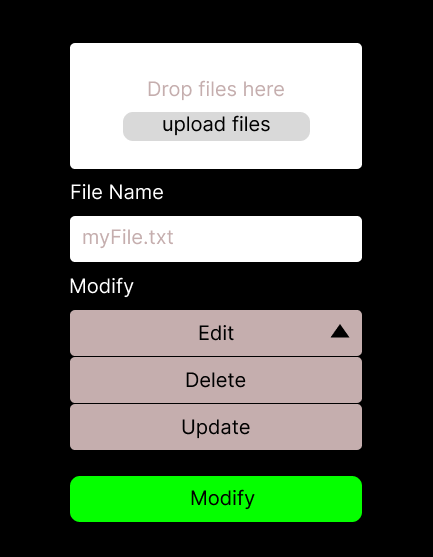 Drop files here
upload files
File Name
myFile.txt
Modify
Edit
Delete
Update
Modify